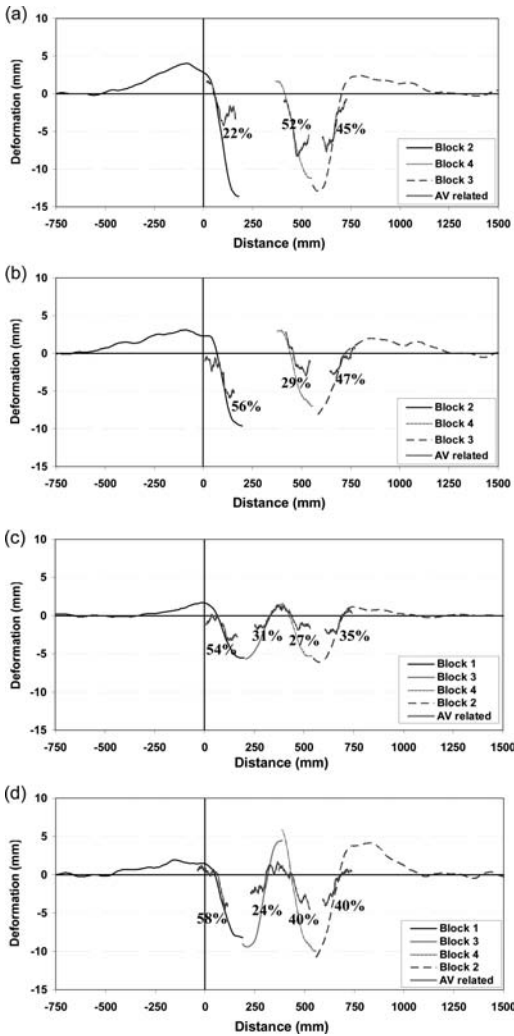 (a)
10
5
0
-5
-10
-15
Deformation (mm)
22%
52%
45%
Block 2
Block 4
Block 3
AV related
-750 -500 -250 0 250 500 750 1000 1250 1500
Distance (mm)
(b)
10
5
0
-5
-10
-15
Deformation (mm)
56%
29%
47%
Block 2
Block 4
Block 3
AV related
-750 -500 -250 0 250 500 750 1000 1250 1500
Distance (mm)
(c)
10
5
0
-5
-10
-15
Deformation (mm)
54%
31%
27%
35%
Block 1
Block 3
Block 4
Block 2
AV related
-750 -500 -250 0 250 500 750 1000 1250 1500
Distance (mm)
(d)
10
5
0
-5
-10
-15
Deformation (mm)
58%
24%
40%
40%
Block 1
Block 3
Block 4
Block 2
AV related
-750 -500 -250 0 250 500 750 1000 1250 1500
Distance (mm)